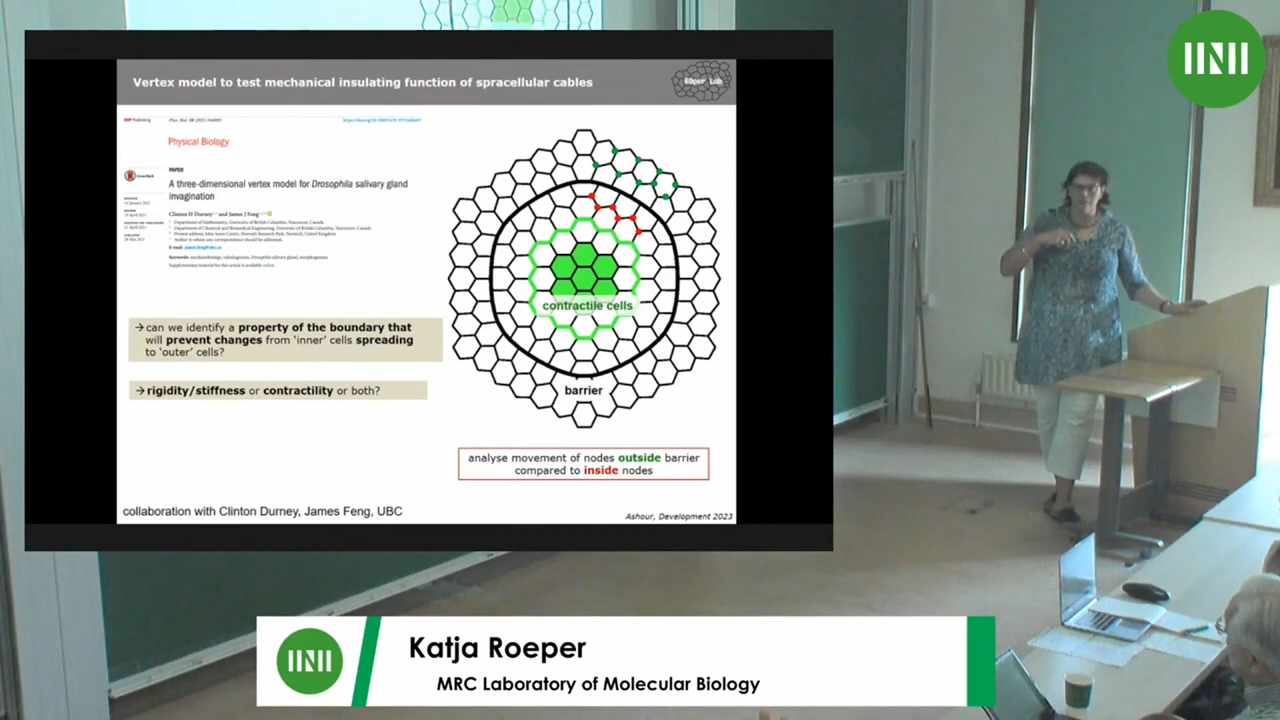 Vertex model to test mechanical insulating function of spracellular cables
Röper Lab
Physical Biology
PAPER
A three-dimensional vertex model for Drosophila salivary gland
invagination
Clinton H Durney and James J Feng
→can we identify a property of the boundary that
will prevent changes from 'inner' cells spreading
to 'outer' cells?
→rigidity/stiffness or contractility or both?
contractile cells
barrier
analyse movement of nodes outside barrier
compared to inside nodes
collaboration with Clinton Durney, James Feng, UBC
Ashour, Development 2023
Katja Roeper
MRC Laboratory of Molecular Biology